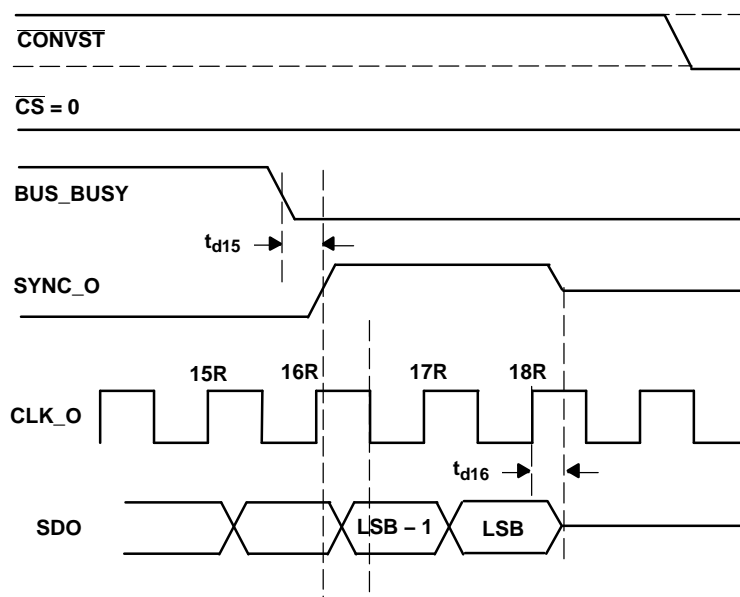 CONVST
CS = 0
BUS_BUSY
td15
SYNC_O
15R 16R 17R 18R
CLK_O
td16
SDO LSB – 1 LSB